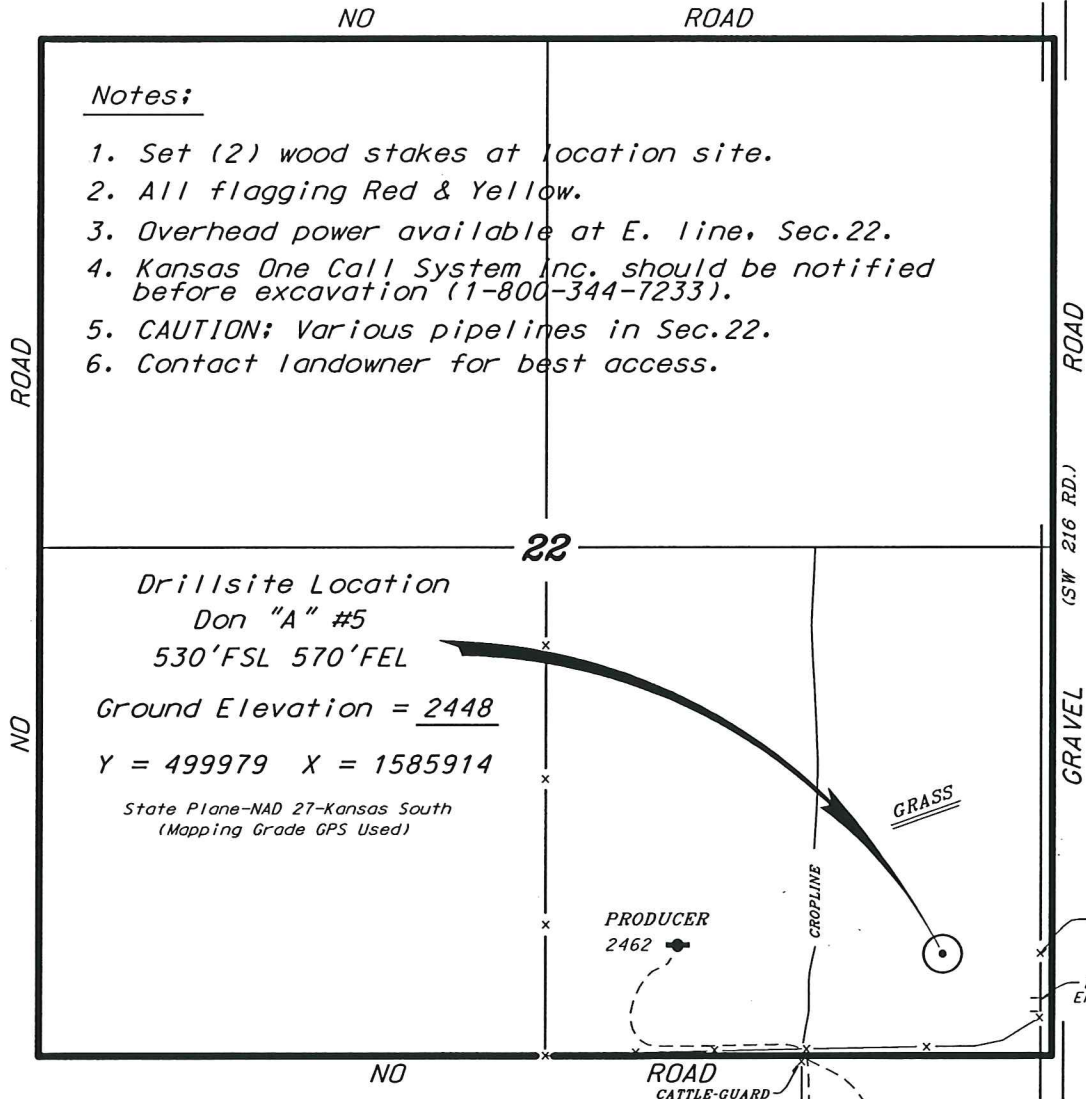 NO ROAD
Notes:
1. Set (2) wood stakes at location site.
2. All flagging Red & Yellow.
3. Overhead power available at E. line, Sec.22.
4. Kansas One Call System Inc. should be notified
before excavation (1-800-344-7233).
5. CAUTION: Various pipelines in Sec.22.
6. Contact landowner for best access.
NO ROAD
GRAVEL (SW 216 RD.) ROAD
22
Drillsite Location
Don "A" #5
530'FSL 570'FEL
Ground Elevation = 2448
Y = 499979 X = 1585914
State Plane-NAD 27-Kansas South
(Mapping Grade GPS Used)
GRASS
CROPLINE
PRODUCER
2462
NO ROAD
CATTLE-GUARD